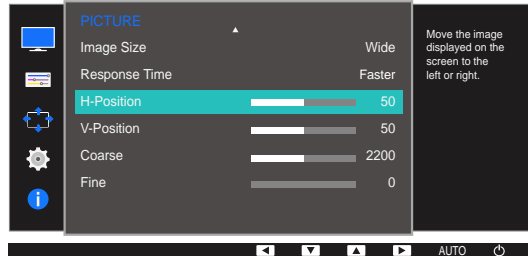 PICTURE
Image Size Wide
Response Time Faster
H-Position 50
V-Position 50
Coarse 2200
Fine 0
Move the image
displayed on the
screen to the
left or right.
AUTO